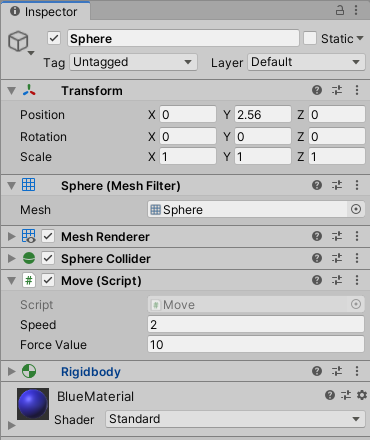 Inspector
Sphere Static
Tag Untagged Layer Default
Transform
Position X 0 Y 2.56 Z 0
Rotation X 0 Y 0 Z 0
Scale X 1 Y 1 Z 1
Sphere (Mesh Filter)
Mesh Sphere
Mesh Renderer
Sphere Collider
# Move (Script)
Script # Move
Speed 2
Force Value 10
Rigidbody
BlueMaterial
Shader Standard